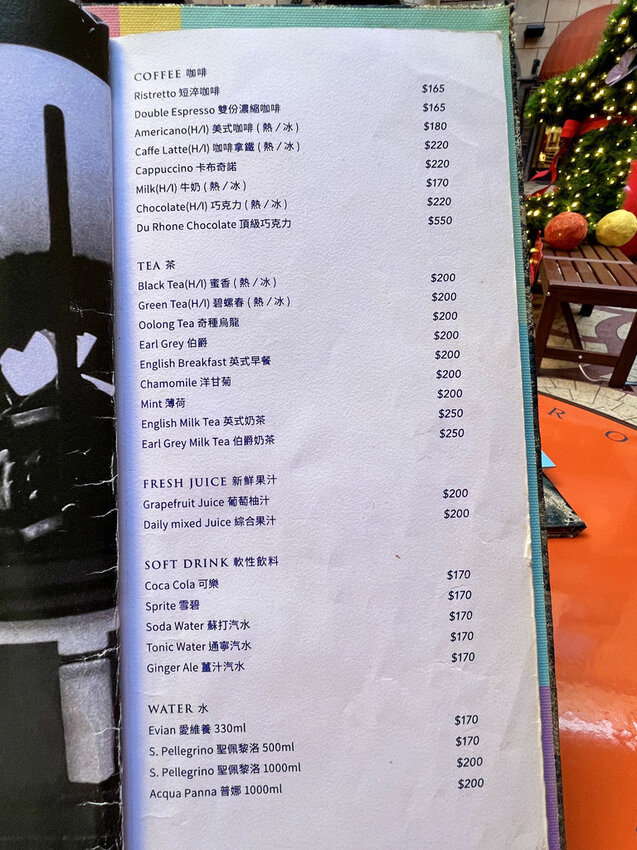 COFFEE 咖啡
Ristretto 短淬咖啡 $165
Double Espresso 雙份濃縮咖啡 $165
Americano(H/I) 美式咖啡 ( 熱 / 冰 ) $180
Caffe Latte(H/I) 咖啡拿鐵 ( 熱 / 冰 ) $220
Cappuccino 卡布奇諾 $220
Milk(H/I) 牛奶 ( 熱 / 冰 ) $170
Chocolate(H/I) 巧克力 ( 熱 / 冰 ) $220
Du Rhone Chocolate 頂級巧克力 $550
TEA 茶
Black Tea(H/I) 蜜香 ( 熱 / 冰 ) $200
Green Tea(H/I) 碧螺春 ( 熱 / 冰 ) $200
Oolong Tea 奇種烏龍 $200
Earl Grey 伯爵 $200
English Breakfast 英式早餐 $200
Chamomile 洋甘菊 $200
Mint 薄荷 $200
English Milk Tea 英式奶茶 $250
Earl Grey Milk Tea 伯爵奶茶 $250
FRESH JUICE 新鮮果汁
Grapefruit Juice 葡萄柚汁 $200
Daily mixed Juice 綜合果汁 $200
SOFT DRINK 軟性飲料
Coca Cola 可樂 $170
Sprite 雪碧 $170
Soda Water 蘇打汽水 $170
Tonic Water 通寧汽水 $170
Ginger Ale 薑汁汽水 $170
WATER 水
Evian 愛維養 330ml $170
S. Pellegrino 聖佩黎洛 500ml $170
S. Pellegrino 聖佩黎洛 1000ml $200
Acqua Panna 普娜 1000ml $200
R O